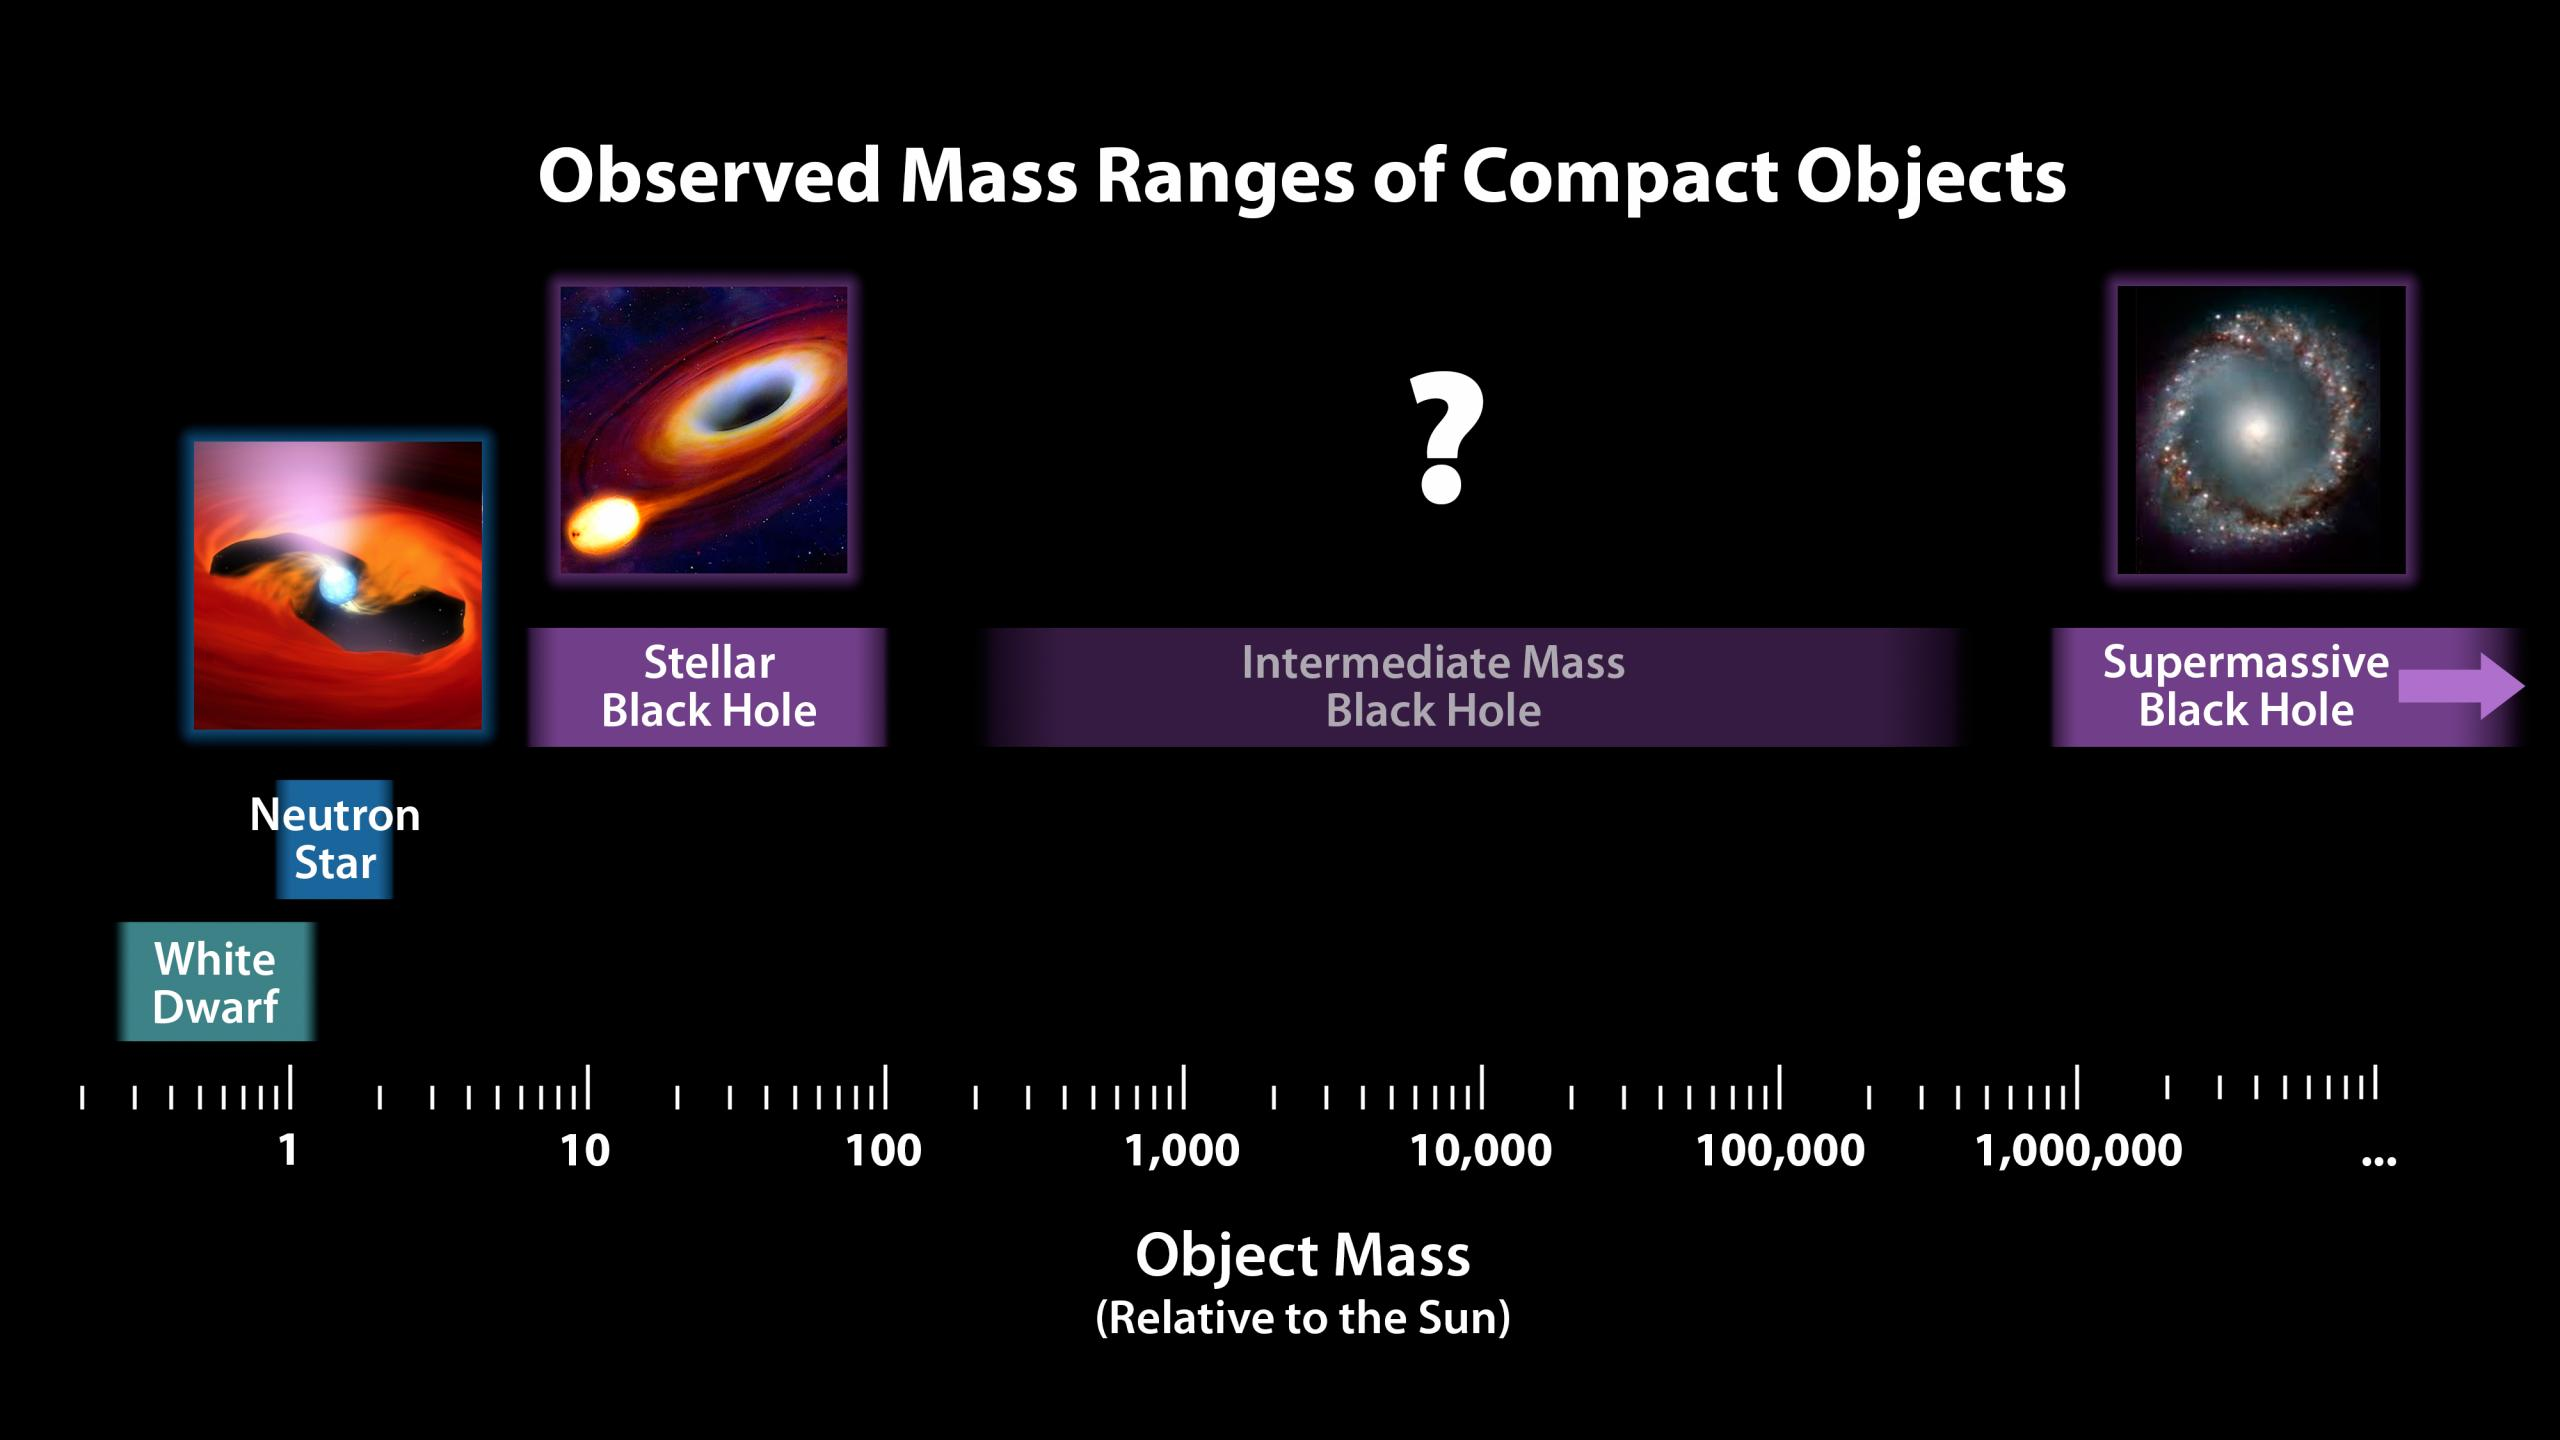 Observed Mass Ranges of Compact Objects
?
Stellar
Black Hole
Intermediate Mass
Black Hole
Supermassive
Black Hole
Neutron
Star
White
Dwarf
1 10 100 1,000 10,000 100,000 1,000,000 ...
Object Mass
(Relative to the Sun)